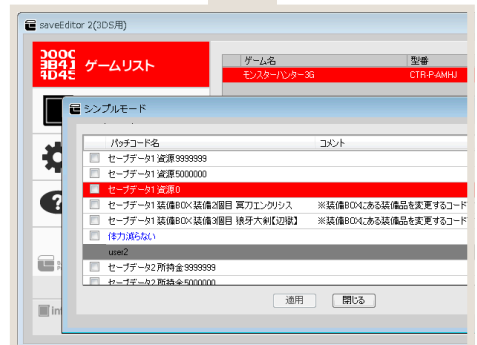 saveEditor 2(3DS用)
ゲームリスト
ゲーム名 型番
モンスターハンター3G CTR-P-AMHJ
シンプルモード
パッチコード名 コメント
セーブデータ1 資源9999999
セーブデータ1 資源5000000
セーブデータ1 資源0
セーブデータ1 装備BOX 装備2個目 冥刀エンクシシス ※装備BOXにある装備品を変更するコード
セーブデータ1 装備BOX 装備3個目 狼牙大剣【辺獄】 ※装備BOXにある装備品を変更するコード
体力減らない
user2
セーブデータ2 所持金9999999
セーブデータ2 所持金5000000
適用 閉じる